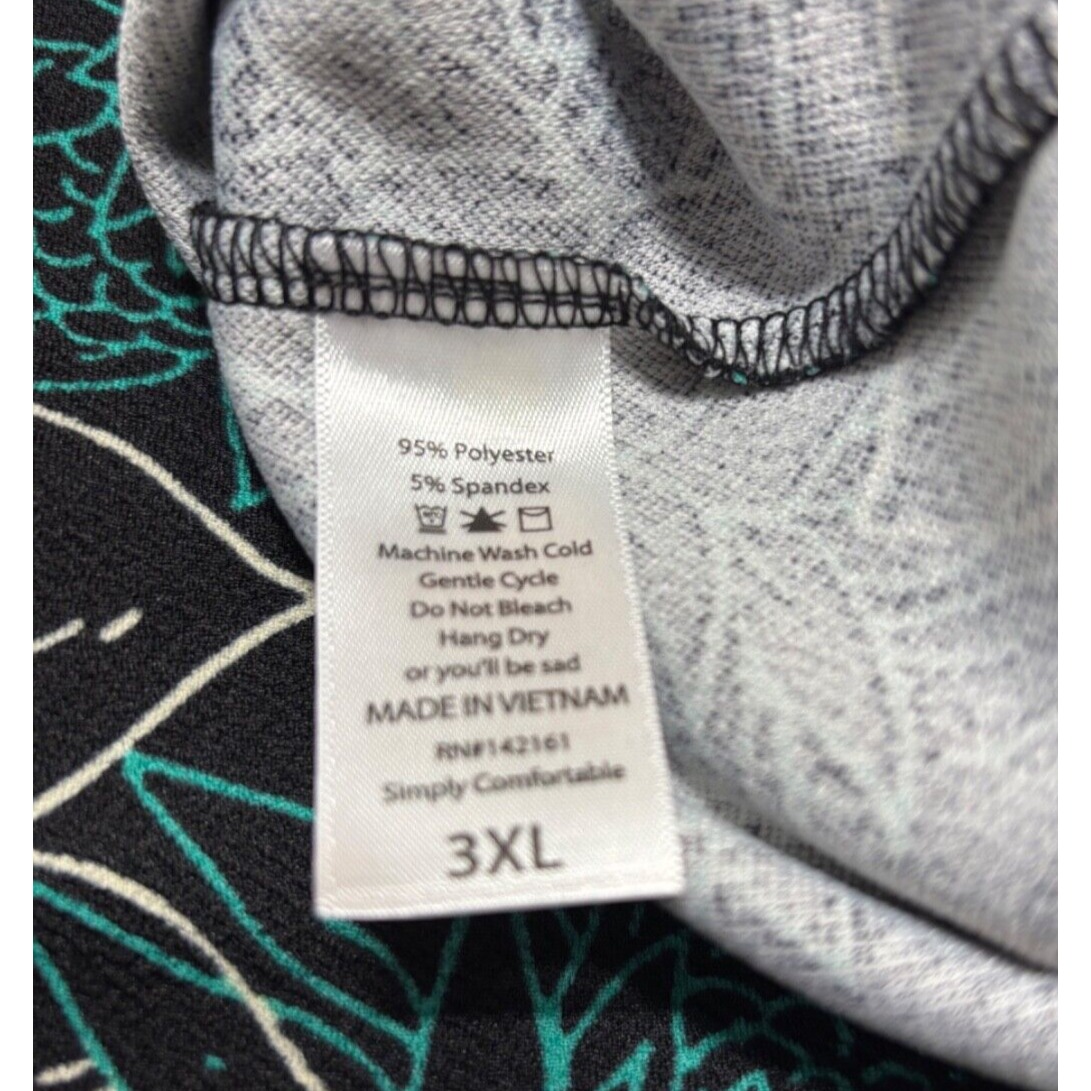 95% Polyester
5% Spandex
Machine Wash Cold
Gentle Cycle
Do Not Bleach
Hang Dry
or you'll be sad
MADE IN VIETNAM
RN#142161
Simply Comfortable
3XL